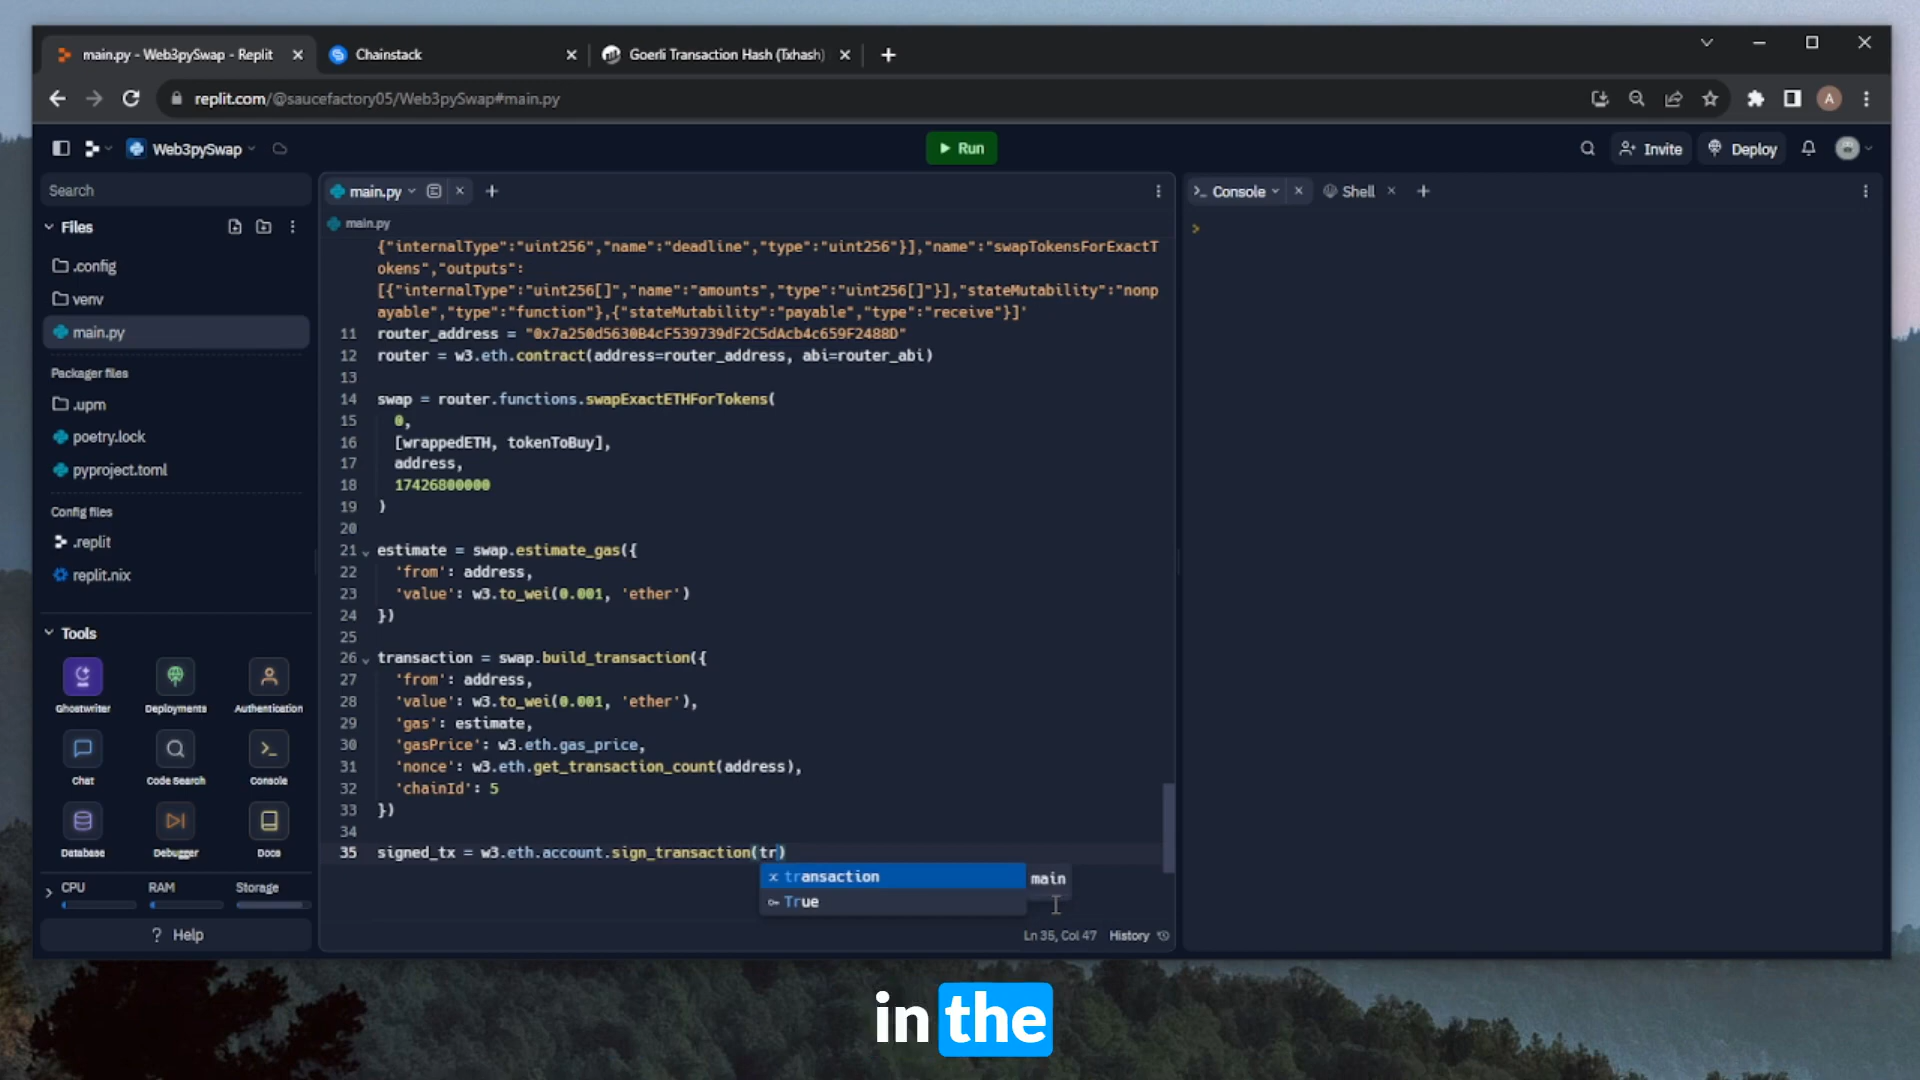 main.py - Web3pySwap - Replit
Chainstack
Goerli Transaction Hash (Txhash)
replit.com/@saucefactory05/Web3pySwap#main.py
A
Web3pySwap
Run
Invite
Deploy
Search
Files
.config
venv
main.py
Packager files
.upm
poetry.lock
pyproject.toml
Config files
.replit
replit.nix
Tools
Ghostwriter
Deployments
Authentication
Chat
Code Search
Console
Database
Debugger
Docs
CPU
RAM
Storage
? Help
main.py
main.py
{"internalType":"uint256","name":"deadline","type":"uint256"}],"name":"swapTokensForExactT
okens","outputs":
[{"internalType":"uint256[]","name":"amounts","type":"uint256[]"}],"stateMutability":"nonp
ayable","type":"function"},{"stateMutability":"payable","type":"receive"}]'
11 router_address = "0x7a250d5630B4cF539739dF2C5dAcb4c659F2488D"
12 router = w3.eth.contract(address=router_address, abi=router_abi)
13
14 swap = router.functions.swapExactETHForTokens(
15 0,
16 [wrappedETH, tokenToBuy],
17 address,
18 17426800000
19 )
20
21 estimate = swap.estimate_gas({
22 'from': address,
23 'value': w3.to_wei(0.001, 'ether')
24 })
25
26 transaction = swap.build_transaction({
27 'from': address,
28 'value': w3.to_wei(0.001, 'ether'),
29 'gas': estimate,
30 'gasPrice': w3.eth.gas_price,
31 'nonce': w3.eth.get_transaction_count(address),
32 'chainId': 5
33 })
34
35 signed_tx = w3.eth.account.sign_transaction(tr)
x transaction
main
True
Ln 35, Col 47 History
Console
Shell
>
in the